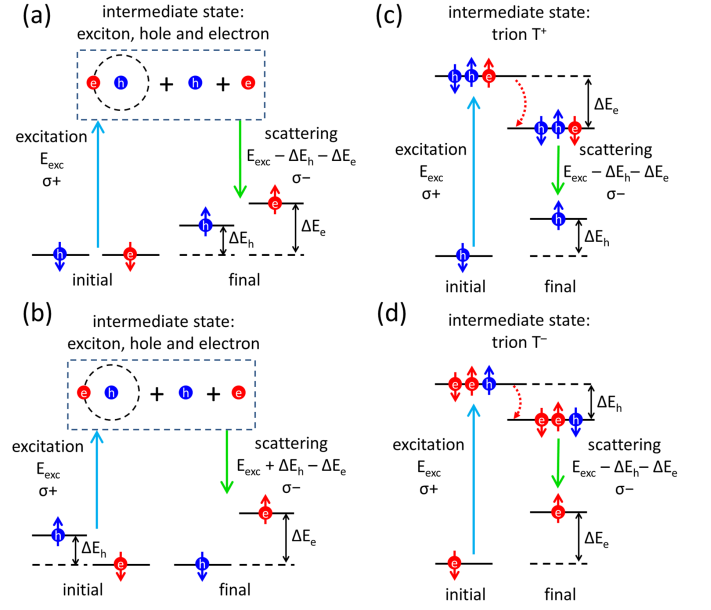 (a)
intermediate state:
exciton, hole and electron
e h + h + e
excitation
E_exc
σ+
scattering
E_exc − ΔE_h − ΔE_e
σ−
h e h e
ΔE_h
ΔE_e
initial final
(b)
intermediate state:
exciton, hole and electron
e h + h + e
excitation
E_exc
σ+
scattering
E_exc + ΔE_h − ΔE_e
σ−
h e h e
ΔE_h
ΔE_e
initial final
(c)
intermediate state:
trion T⁺
h h e
ΔE_e
h h e
excitation
E_exc
σ+
scattering
E_exc − ΔE_h − ΔE_e
σ−
h
ΔE_h
h
initial final
(d)
intermediate state:
trion T⁻
e e h
ΔE_h
e e h
excitation
E_exc
σ+
scattering
E_exc − ΔE_h − ΔE_e
σ−
e
ΔE_e
e
initial final